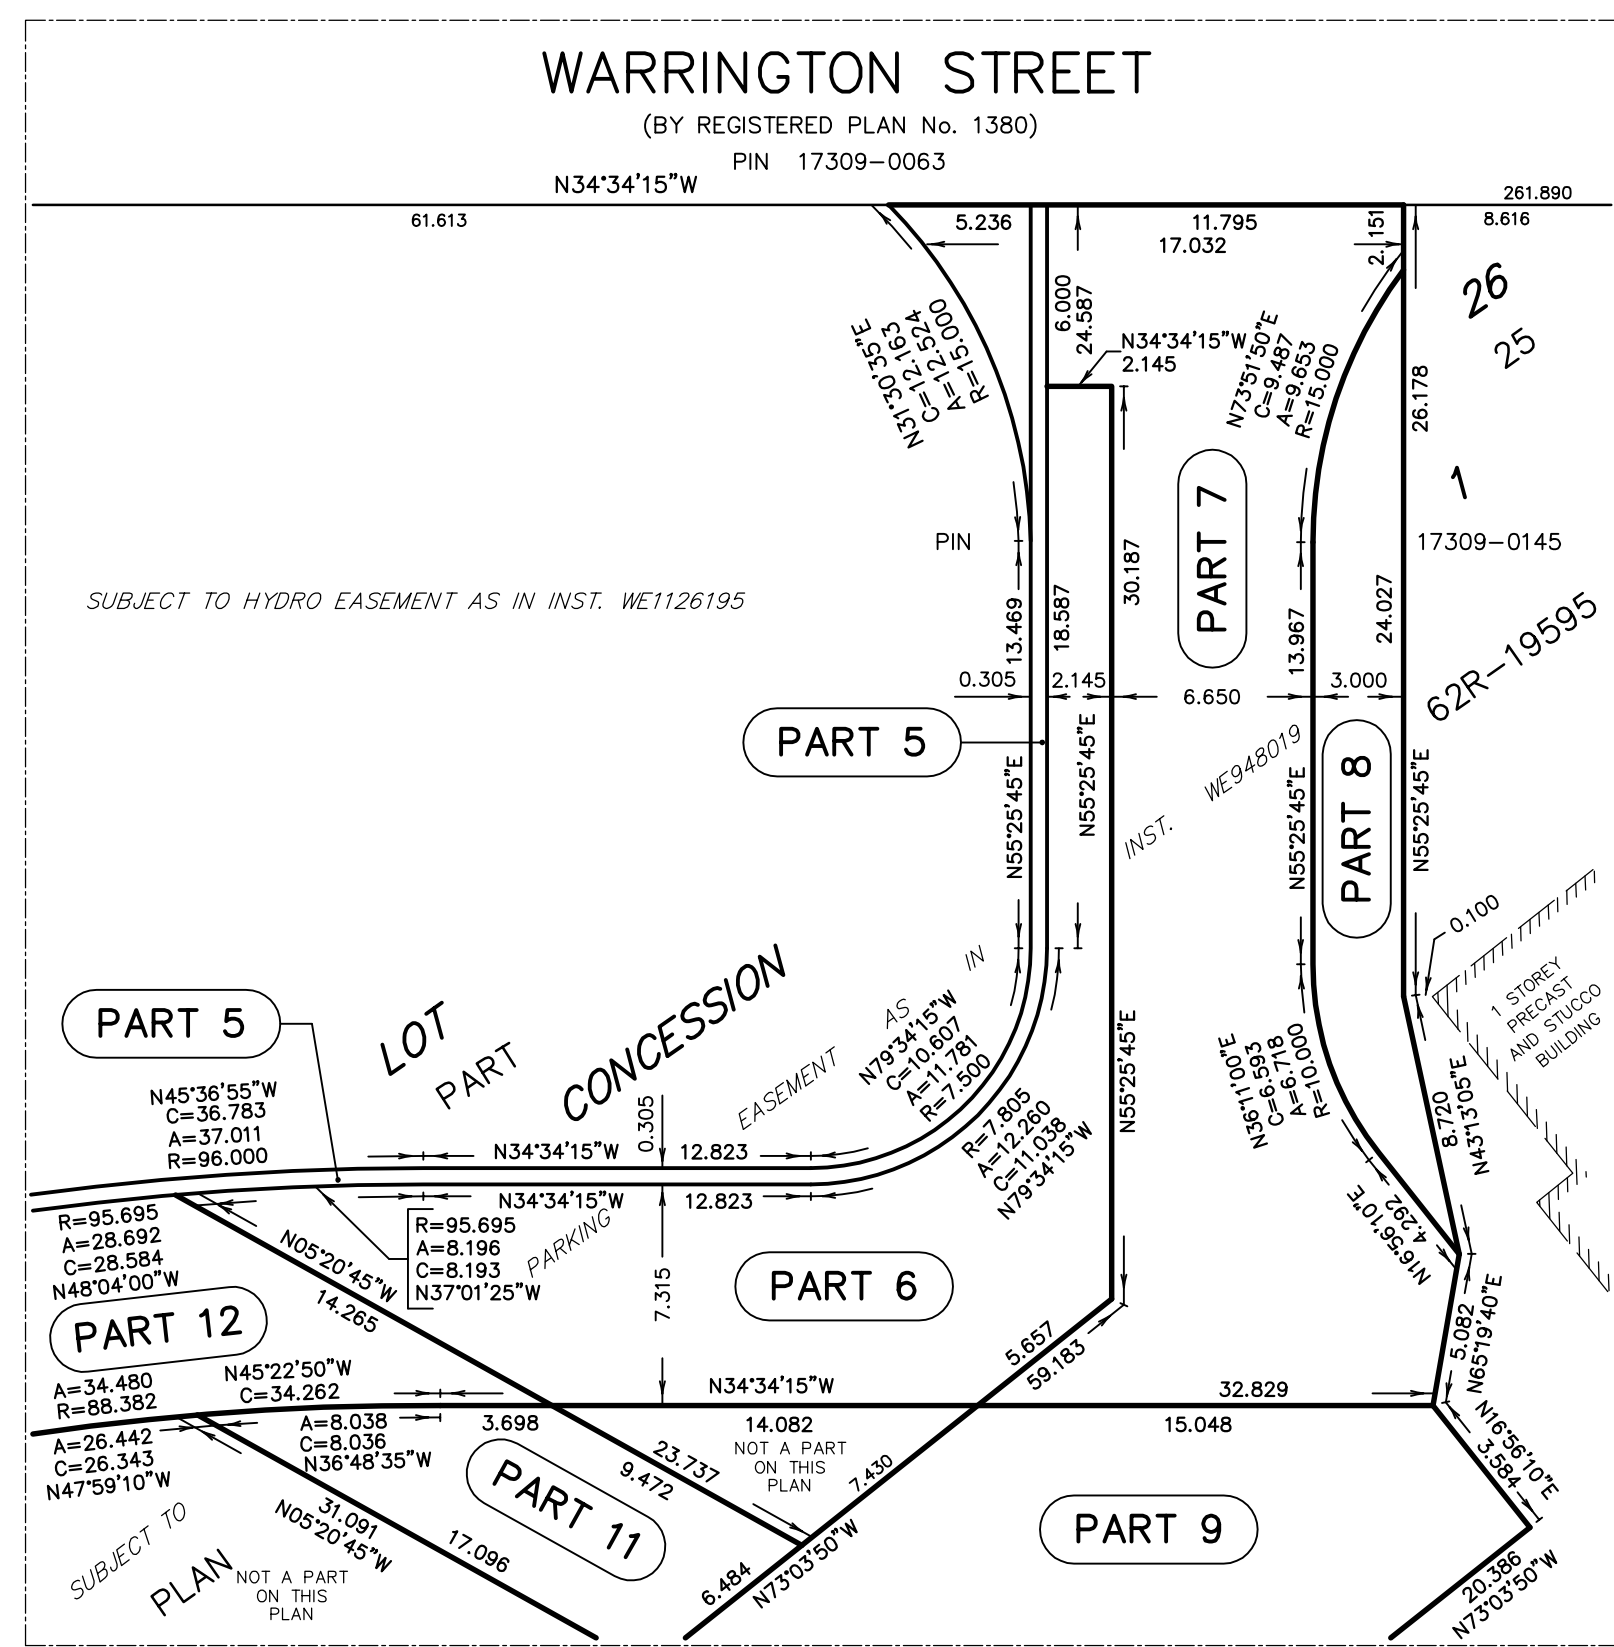 WARRINGTON STREET
(BY REGISTERED PLAN No. 1380)
PIN 17309-0063
N34°34'15"W
261.890
61.613
5.236
11.795
17.032
2.151
8.616
26
25
6.000
24.587
N34°34'15"W
2.145
N31°30'35"E
C=12.163
A=12.524
R=15.000
N73°51'50"E
C=9.487
A=9.653
R=15.000
26.178
1
PART 7
PIN
17309-0145
SUBJECT TO HYDRO EASEMENT AS IN INST. WE1126195
13.469
18.587
30.187
13.967
24.027
62R-19595
0.305
2.145
6.650
3.000
PART 5
N55°25'45"E
N55°25'45"E
INST. WE948019
N55°25'45"E
PART 8
N55°25'45"E
0.100
1 STOREY
PRECAST
AND STUCCO
BUILDING
PART 5
LOT
PART
CONCESSION
EASEMENT AS IN
N79°34'15"W
C=10.607
A=11.781
R=7.500
R=7.805
A=12.260
C=11.038
N79°34'15"W
N55°25'45"E
N36°11'00"E
C=6.593
A=6.718
R=10.000
8.720
N43°13'05"E
N45°36'55"W
C=36.783
A=37.011
R=96.000
N34°34'15"W
12.823
0.305
N34°34'15"W
12.823
PARKING
R=95.695
A=28.692
C=28.584
N48°04'00"W
N05°20'45"W
14.265
R=95.695
A=8.196
C=8.193
N37°01'25"W
7.315
PART 6
N16°56'10"E
4.292
5.082
N65°19'40"E
PART 12
N45°22'50"W
C=34.262
A=34.480
R=88.382
5.657
59.183
N34°34'15"W
32.829
A=8.038
C=8.036
N36°48'35"W
3.698
14.082
15.048
A=26.442
C=26.343
N47°59'10"W
NOT A PART
ON THIS
PLAN
23.737
9.472
7.430
N16°56'10"E
3.584
PART 11
PART 9
31.091
N05°20'45"W
17.096
SUBJECT TO
PLAN
NOT A PART
ON THIS
PLAN
6.484
N73°03'50"W
20.386
N73°03'50"W